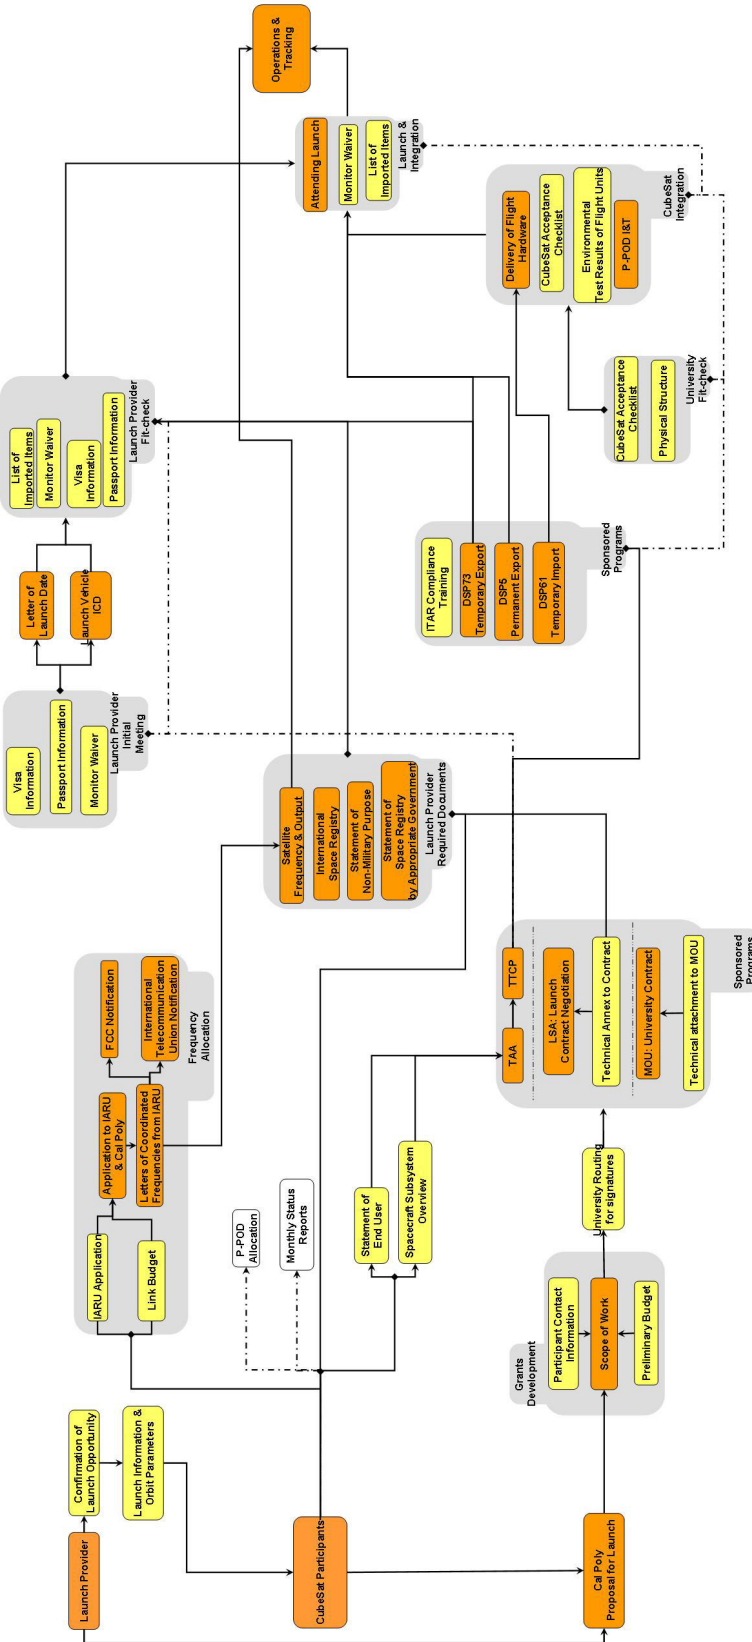 Launch Provider
Confirmation of
Launch Opportunity
Launch Information &
Orbit Parameters
CubeSat Participants
Cal Poly
Proposal for Launch
IARU Application
Link Budget
Application to IARU
& Cal Poly
Letters of Coordinated
Frequencies from IARU
FCC Notification
International
Telecommunication
Union Notification
Frequency
Allocation
P-POD
Allocation
Monthly Status
Reports
Statement of
End User
Spacecraft Subsystem
Overview
Grants
Development
Participant Contact
Information
Scope of Work
Preliminary Budget
University Routing
for signatures
TAA
TTCP
LSA: Launch
Contract Negotiation
Technical Annex to Contract
MOU: University Contract
Technical attachment to MOU
Sponsored
Programs
Satellite
Frequency & Output
International
Space Registry
Statement of
Non-Military Purpose
Statement of
Space Registry
by Appropriate Government
Launch Provider
Required Documents
Visa
Information
Passport Information
Monitor Waiver
Launch Provider
Initial
Meeting
Letter of
Launch Date
Launch Vehicle
ICD
List of
Imported Items
Monitor Waiver
Visa
Information
Passport Information
Launch Provider
Fit-check
ITAR Compliance
Training
DSP73
Temporary Export
DSP5
Permanent Export
DSP61
Temporary Import
Sponsored
Programs
CubeSat Acceptance
Checklist
Physical Structure
University
Fit-check
Delivery of Flight
Hardware
CubeSat Acceptance
Checklist
Environmental
Test Results of Flight Units
P-POD I&T
CubeSat
Integration
Attending Launch
Monitor Waiver
List of
Imported Items
Launch &
Integration
Operations &
Tracking